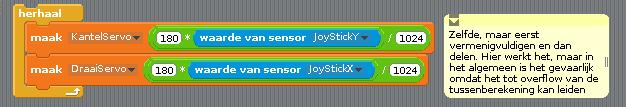 herhaal
maak KantelServo 180 * waarde van sensor JoyStickY / 1024
maak DraaiServo 180 * waarde van sensor JoyStickX / 1024
Zelfde, maar eerst
vermenigvuldigen en dan
delen. Hier werkt het, maar in
het algemeen is het gevaarlijk
omdat het tot overflow van de
tussenberekening kan leiden